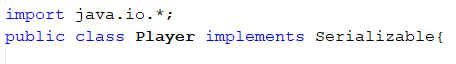 import java.io.*;
public class Player implements Serializable{